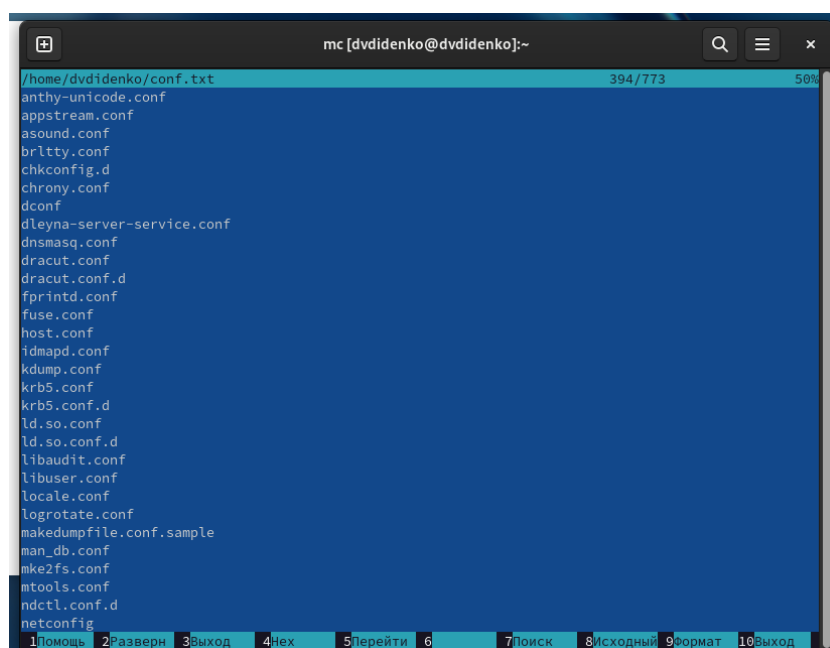 mc [dvdidenko@dvdidenko]:~
/home/dvdidenko/conf.txt 394/773 50%
anthy-unicode.conf
appstream.conf
asound.conf
brltty.conf
chkconfig.d
chrony.conf
dconf
dleyna-server-service.conf
dnsmasq.conf
dracut.conf
dracut.conf.d
fprintd.conf
fuse.conf
host.conf
idmapd.conf
kdump.conf
krb5.conf
krb5.conf.d
ld.so.conf
ld.so.conf.d
libaudit.conf
libuser.conf
locale.conf
logrotate.conf
makedumpfile.conf.sample
man_db.conf
mke2fs.conf
mtools.conf
ndctl.conf.d
netconfig
1Помощь 2Разверн 3Выход 4Hex 5Перейти 6 7Поиск 8Исходный 9Формат 10Выход